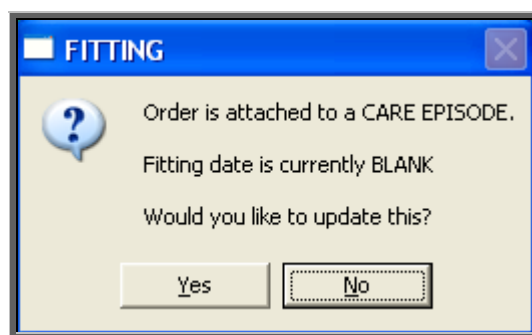 FITTING
Order is attached to a CARE EPISODE.
Fitting date is currently BLANK
Would you like to update this?
Yes
No